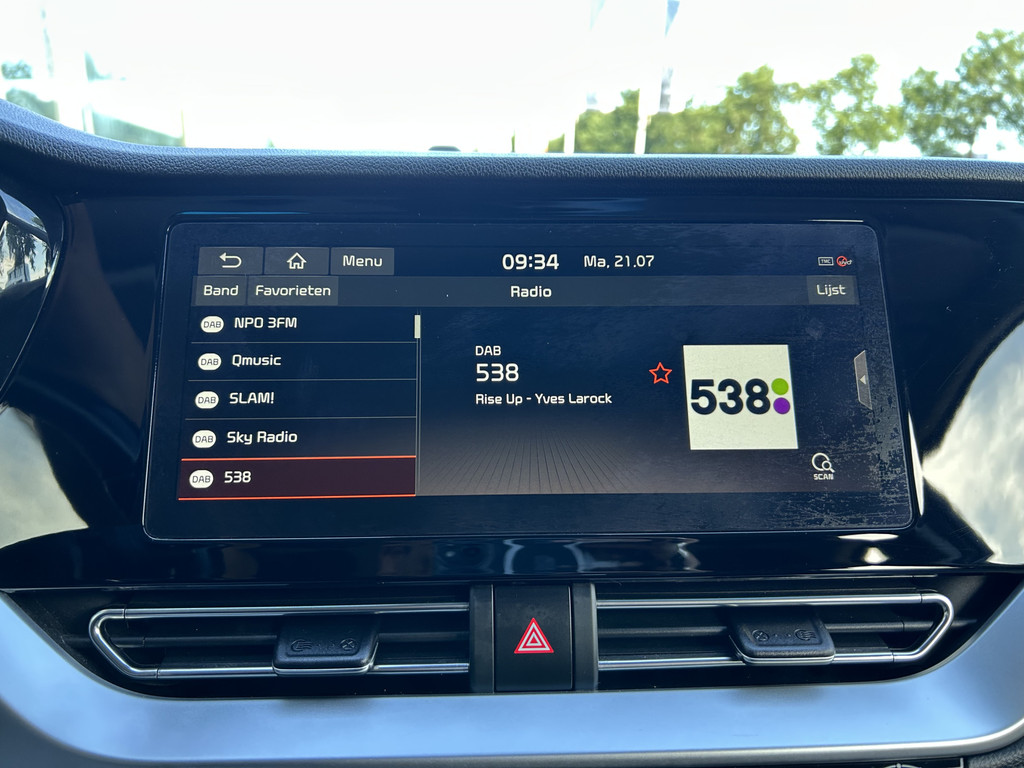 Menu
09:34
Ma, 21.07
TMC
Band
Favorieten
Radio
Lijst
DAB NPO 3FM
DAB Qmusic
DAB SLAM!
DAB Sky Radio
DAB 538
DAB
538
Rise Up - Yves Larock
538
SCAN